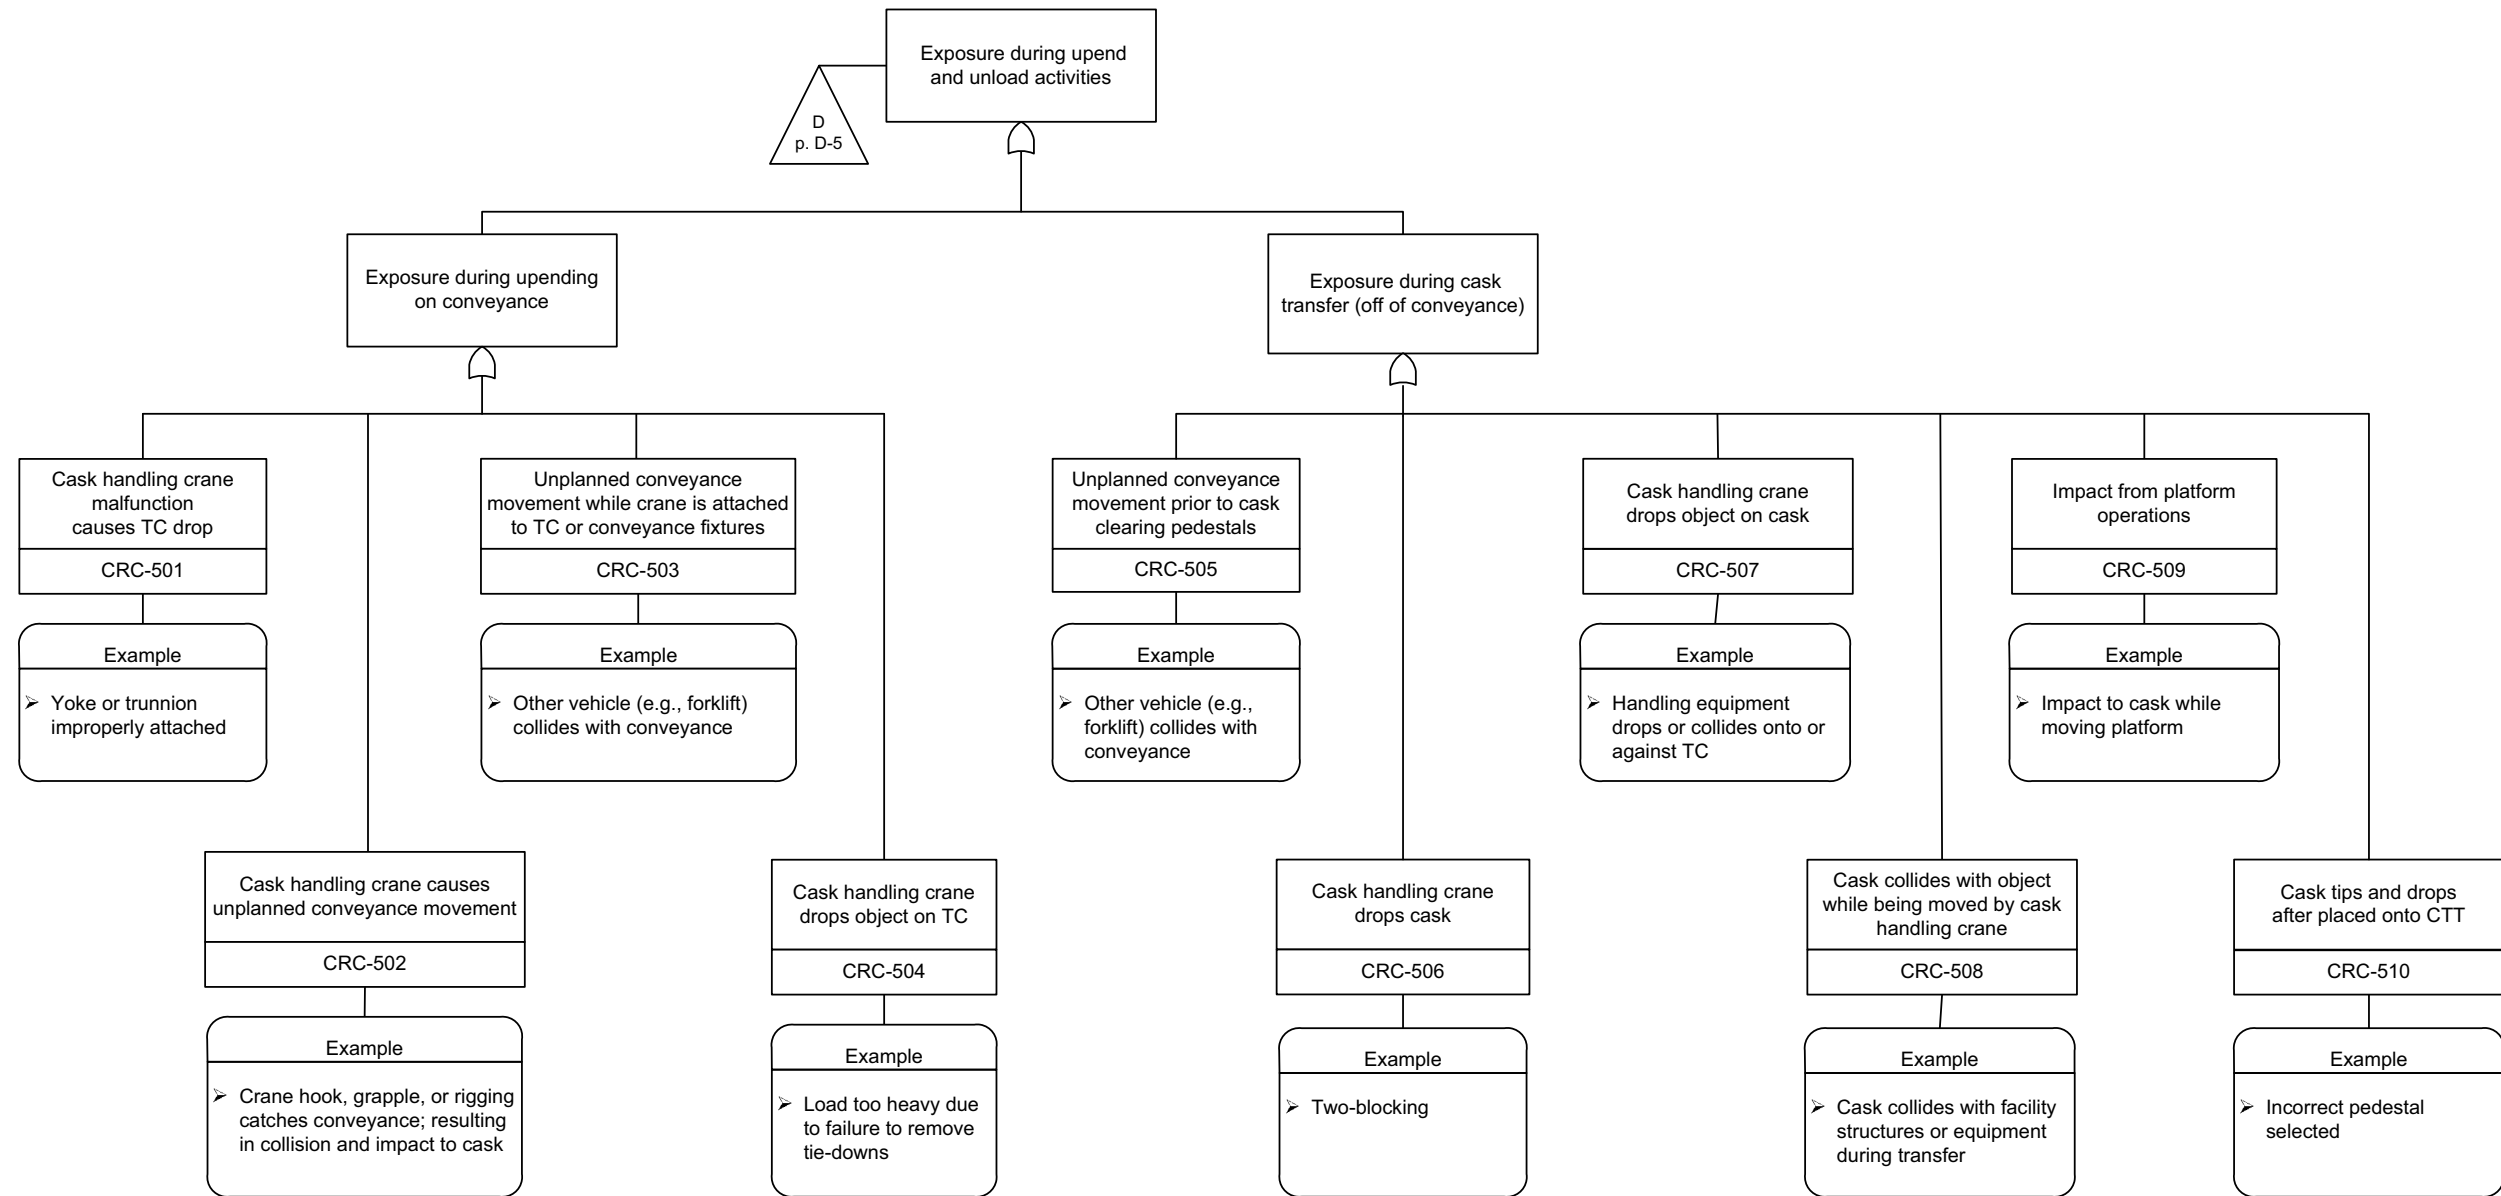 Exposure during upend
and unload activities
D
p. D-5
Exposure during upending
on conveyance
Exposure during cask
transfer (off of conveyance)
Cask handling crane
malfunction
causes TC drop
CRC-501
Example
➢ Yoke or trunnion
improperly attached
Unplanned conveyance
movement while crane is attached
to TC or conveyance fixtures
CRC-503
Example
➢ Other vehicle (e.g., forklift)
collides with conveyance
Unplanned conveyance
movement prior to cask
clearing pedestals
CRC-505
Example
➢ Other vehicle (e.g.,
forklift) collides with
conveyance
Cask handling crane
drops object on cask
CRC-507
Example
➢ Handling equipment
drops or collides onto or
against TC
Impact from platform
operations
CRC-509
Example
➢ Impact to cask while
moving platform
Cask handling crane causes
unplanned conveyance movement
CRC-502
Example
➢ Crane hook, grapple, or rigging
catches conveyance; resulting
in collision and impact to cask
Cask handling crane
drops object on TC
CRC-504
Example
➢ Load too heavy due
to failure to remove
tie-downs
Cask handling crane
drops cask
CRC-506
Example
➢ Two-blocking
Cask collides with object
while being moved by cask
handling crane
CRC-508
Example
➢ Cask collides with facility
structures or equipment
during transfer
Cask tips and drops
after placed onto CTT
CRC-510
Example
➢ Incorrect pedestal
selected